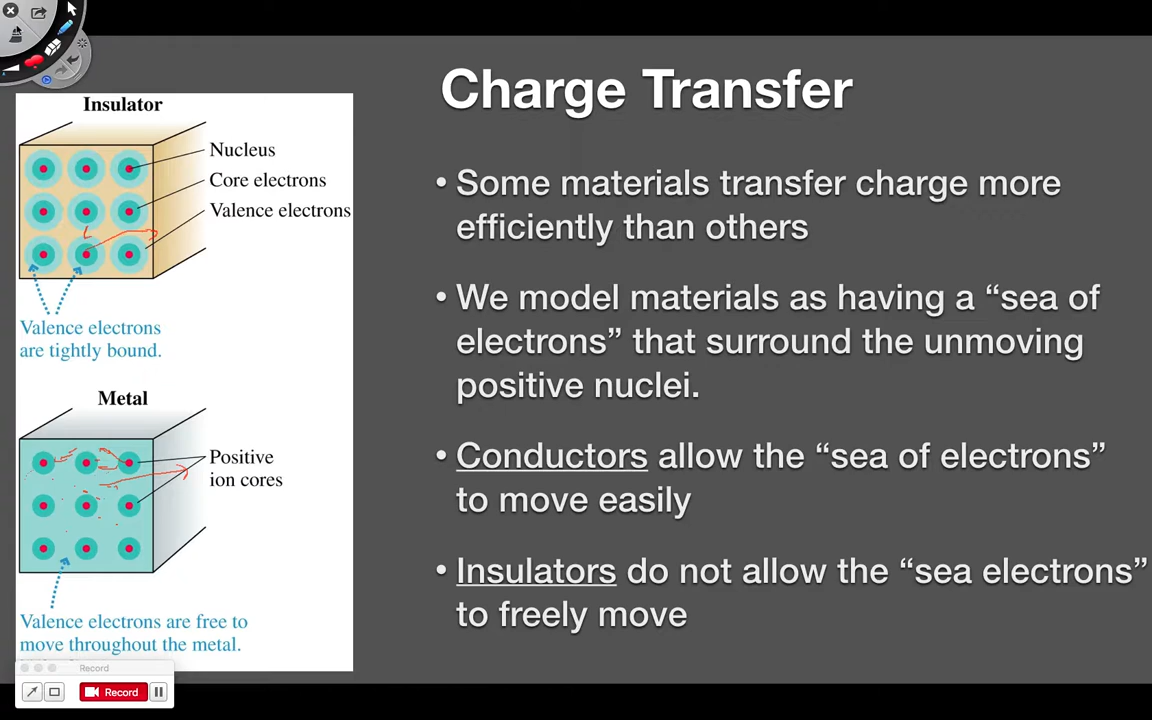 Charge Transfer
Insulator
Nucleus
Core electrons
Valence electrons
Valence electrons
are tightly bound.
Metal
Positive
ion cores
Valence electrons are free to
move throughout the metal.
• Some materials transfer charge more
efficiently than others
• We model materials as having a “sea of
electrons” that surround the unmoving
positive nuclei.
• Conductors allow the “sea of electrons”
to move easily
• Insulators do not allow the “sea electrons”
to freely move
Record
Record